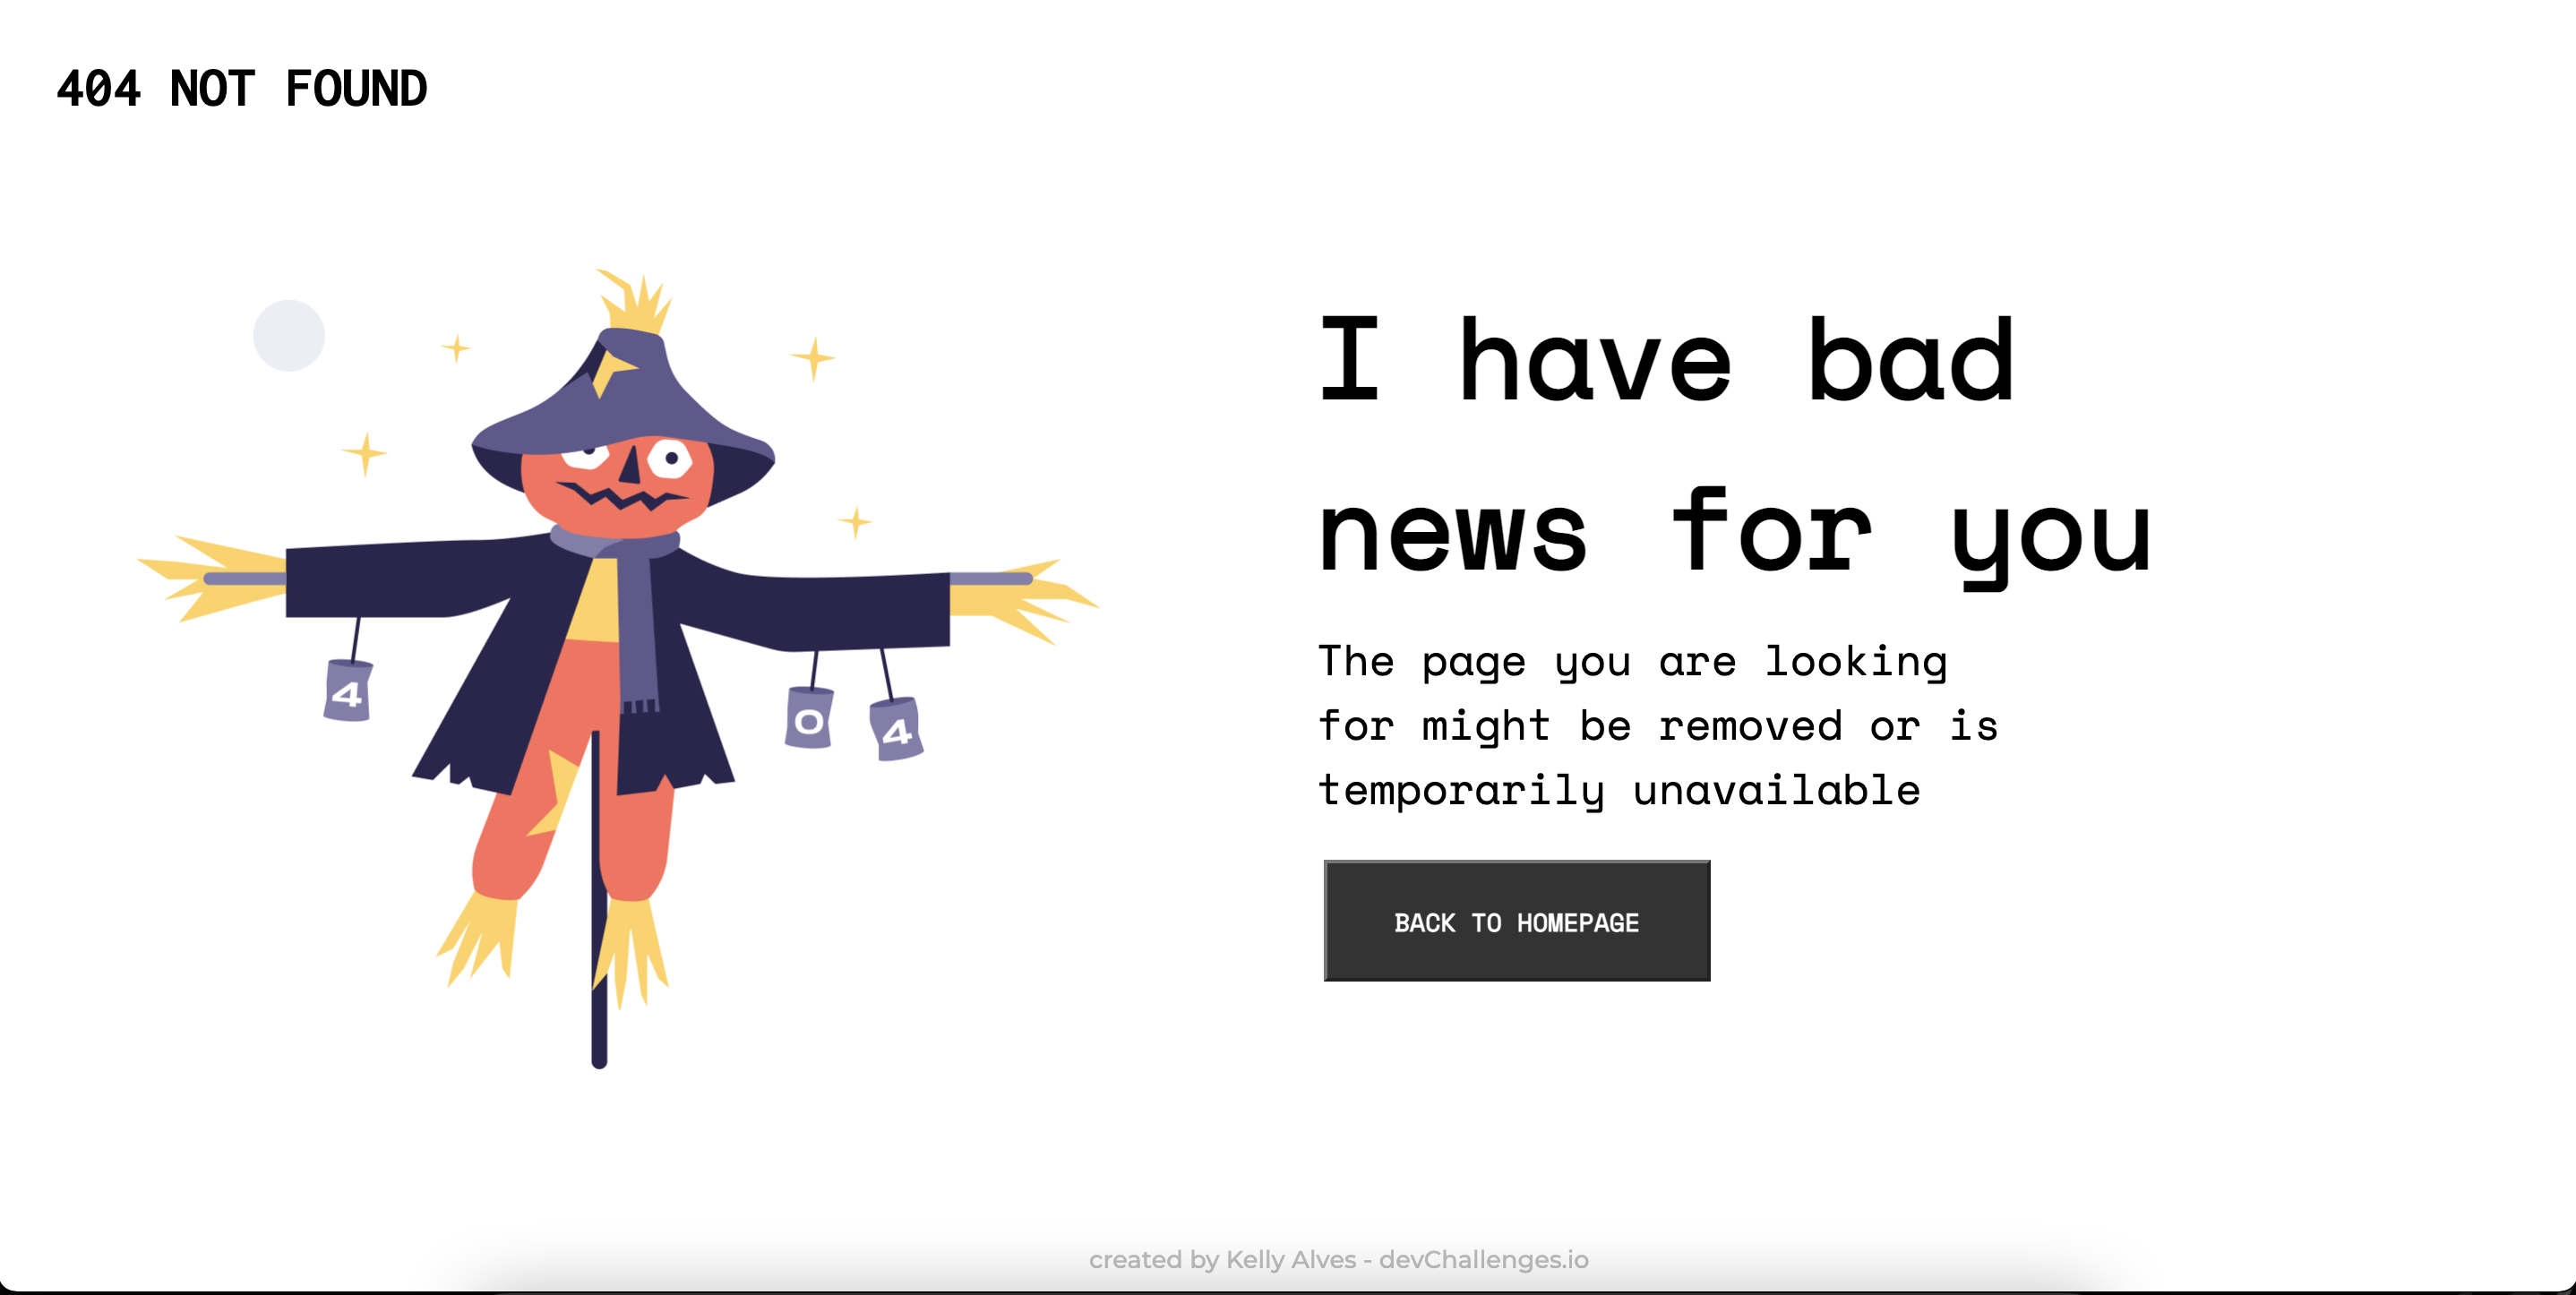 404 NOT FOUND
4
0
4
I have bad
news for you
The page you are looking
for might be removed or is
temporarily unavailable
BACK TO HOMEPAGE
created by Kelly Alves - devChallenges.io